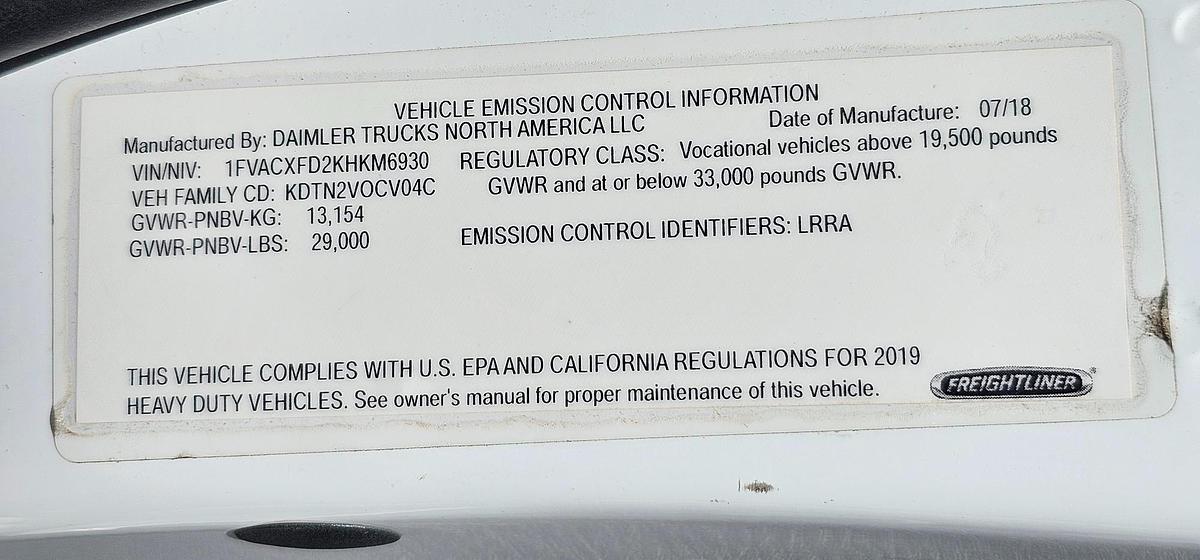 VEHICLE EMISSION CONTROL INFORMATION
Manufactured By: DAIMLER TRUCKS NORTH AMERICA LLC Date of Manufacture: 07/18
VIN/NIV: 1FVACXFD2KHKM6930 REGULATORY CLASS: Vocational vehicles above 19,500 pounds
VEH FAMILY CD: KDTN2VOCV04C GVWR and at or below 33,000 pounds GVWR.
GVWR-PNBV-KG: 13,154
GVWR-PNBV-LBS: 29,000 EMISSION CONTROL IDENTIFIERS: LRRA
THIS VEHICLE COMPLIES WITH U.S. EPA AND CALIFORNIA REGULATIONS FOR 2019
HEAVY DUTY VEHICLES. See owner's manual for proper maintenance of this vehicle.
FREIGHTLINER®